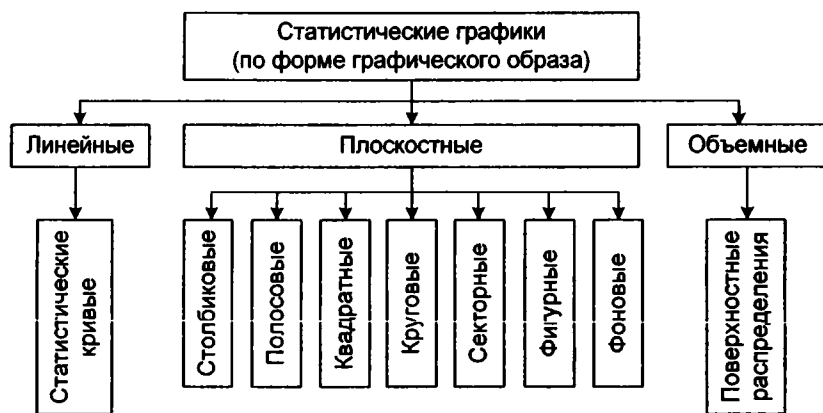 Статистические графики
(по форме графического образа)
Линейные
Плоскостные
Объемные
Статистические
кривые
Столбиковые
Полосовые
Квадратные
Круговые
Секторные
Фигурные
Фоновые
Поверхностные
распределения